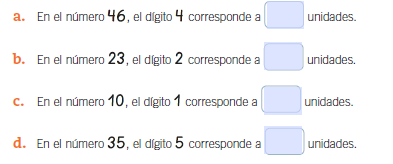 a. En el número 46, el dígito 4 corresponde a unidades.
b. En el número 23, el dígito 2 corresponde a unidades.
c. En el número 10, el dígito 1 corresponde a unidades.
d. En el número 35, el dígito 5 corresponde a unidades.